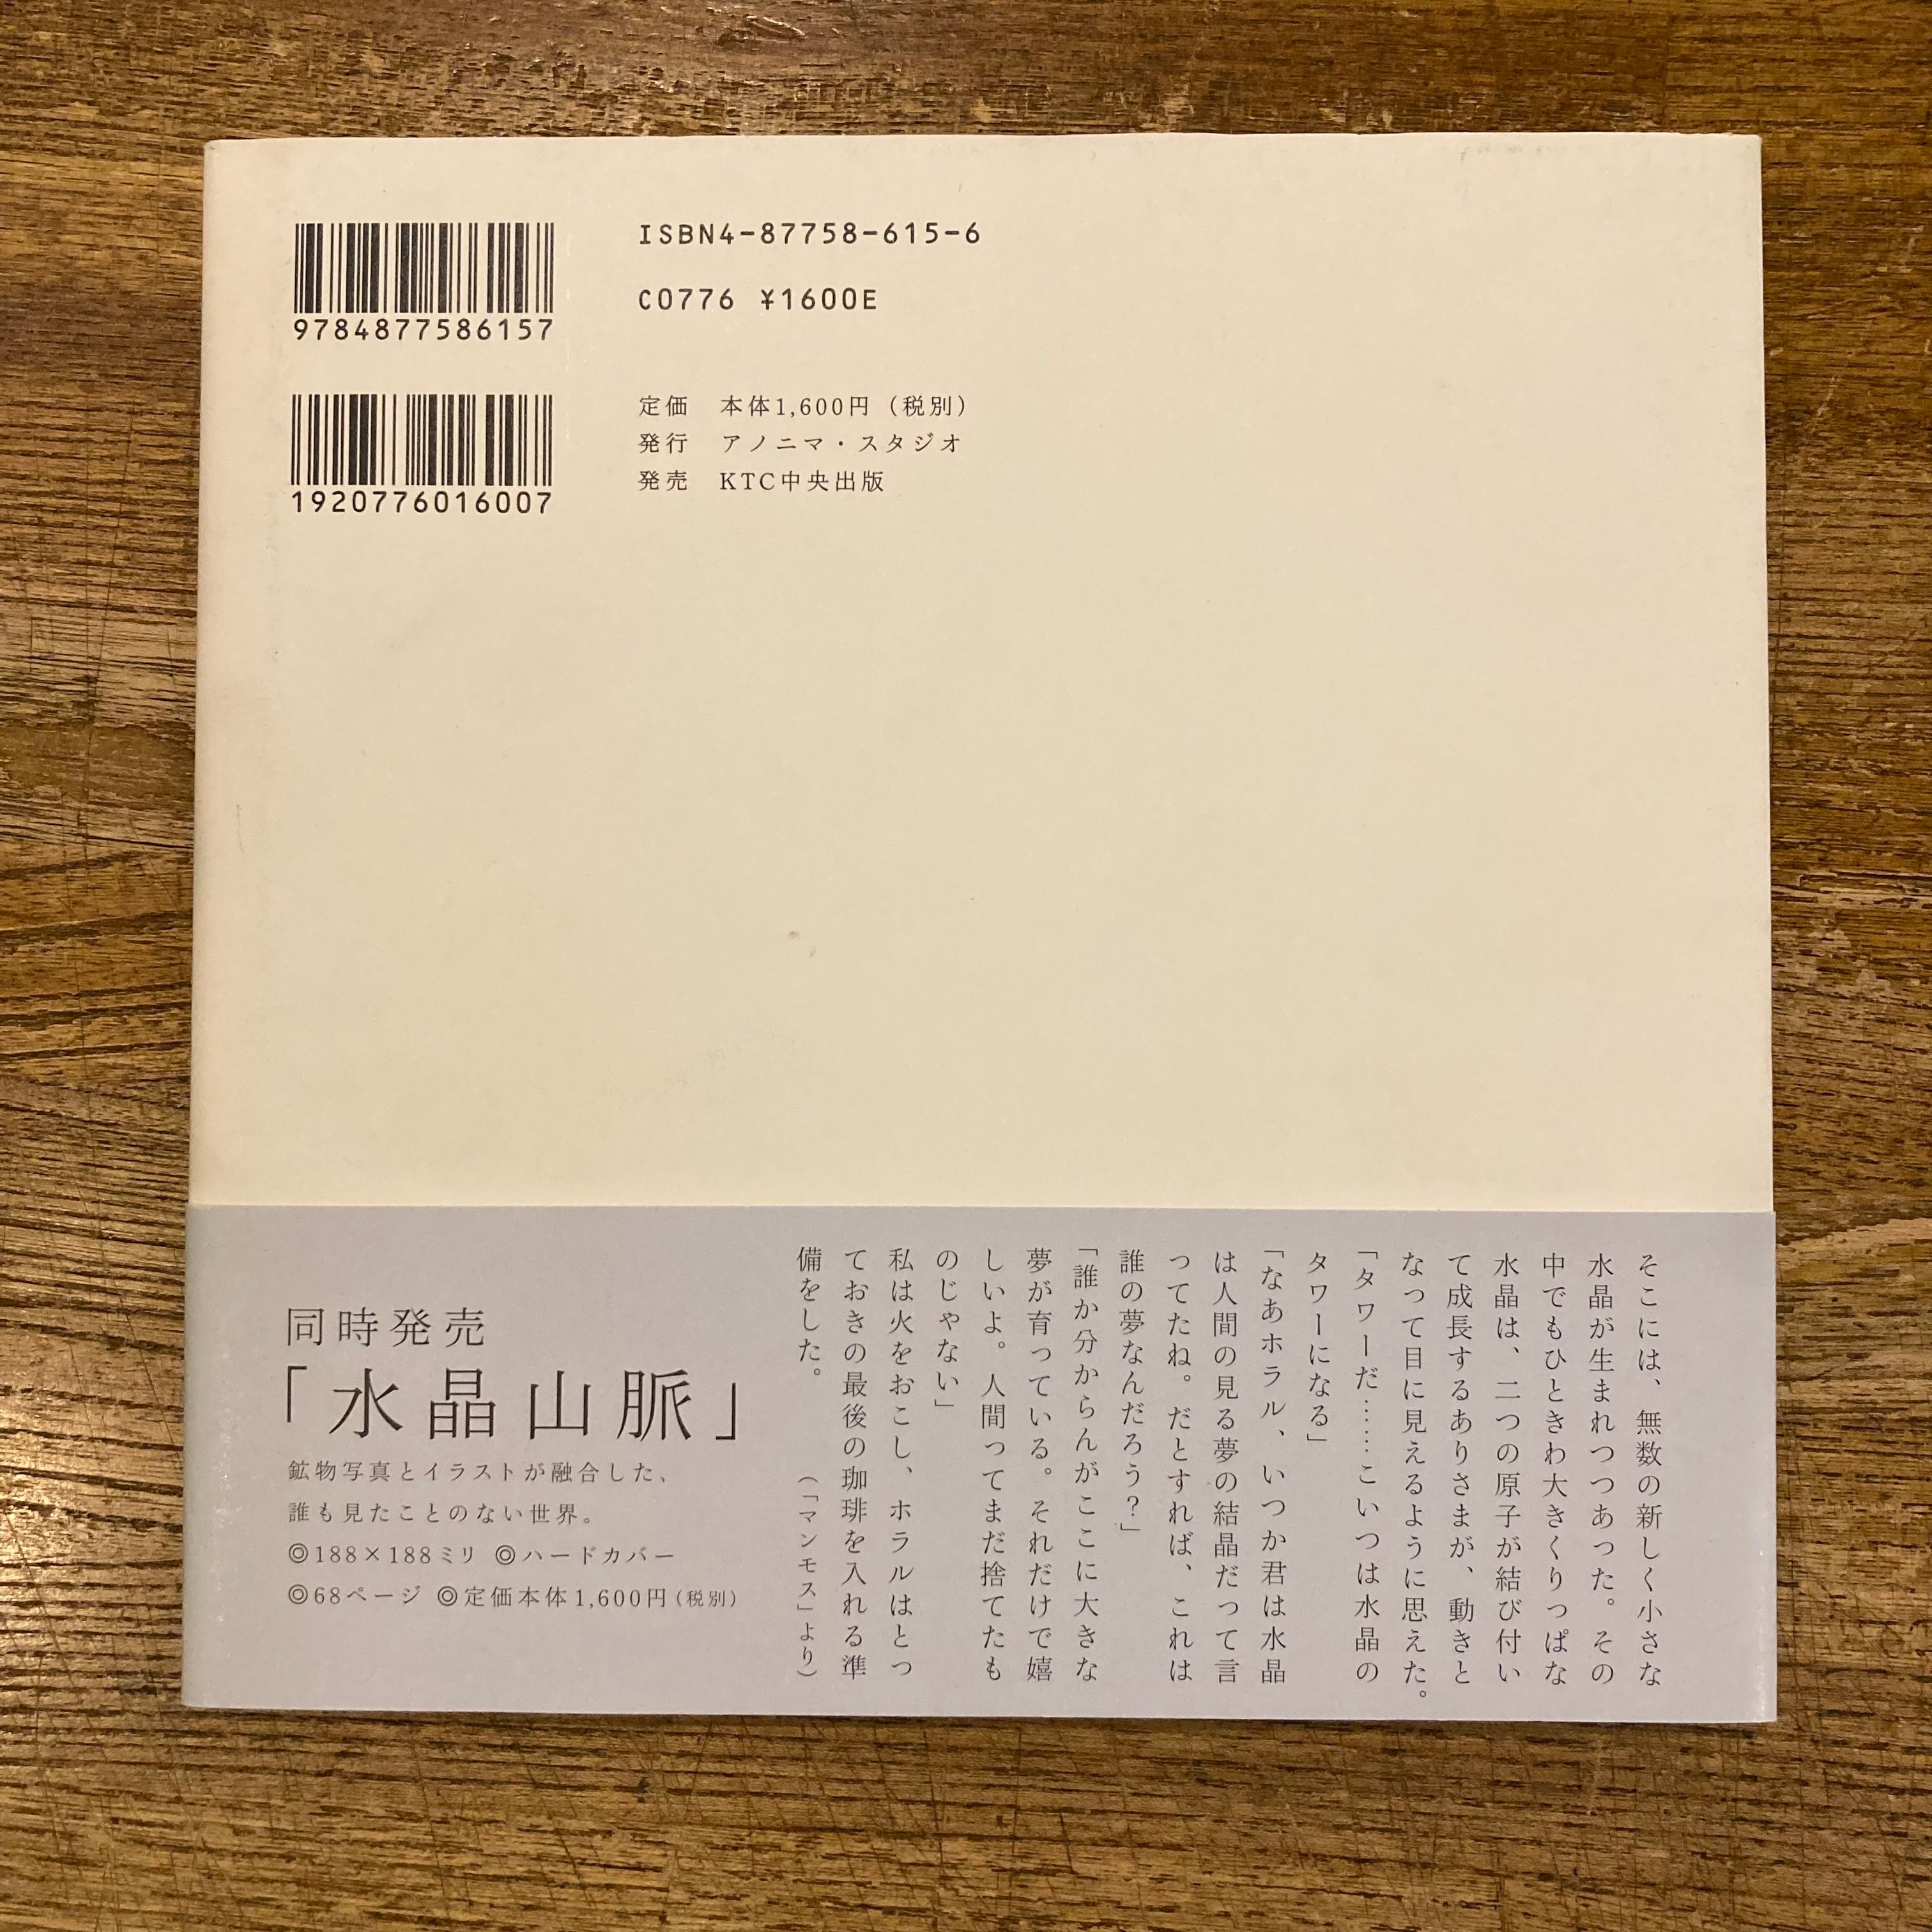 9784877586157
1920776016007
ISBN4-87758-615-6
C0776 ¥1600E
定価　本体1,600円（税別）
発行　アノニマ・スタジオ
発売　KTC中央出版
そこには、無数の新しく小さな
水晶が生まれつつあった。その
中でもひときわ大きくりっぱな
水晶は、二つの原子が結び付い
て成長するありさまが、動きと
なって目に見えるように思えた。
「タワーだ……こいつは水晶の
タワーになる」
「なあホラル、いつか君は水晶
は人間の見る夢の結晶だって言
ってたね。だとすれば、これは
誰の夢なんだろう？」
「誰か分からんがここに大きな
夢が育っている。それだけで嬉
しいよ。人間ってまだ捨てたも
のじゃない」
私は火をおこし、ホラルはとっ
ておきの最後の珈琲を入れる準
備をした。
（「マンモス」より）
同時発売
「水晶山脈」
鉱物写真とイラストが融合した、
誰も見たことのない世界。
◎188×188ミリ ◎ハードカバー
◎68ページ ◎定価本体1,600円（税別）